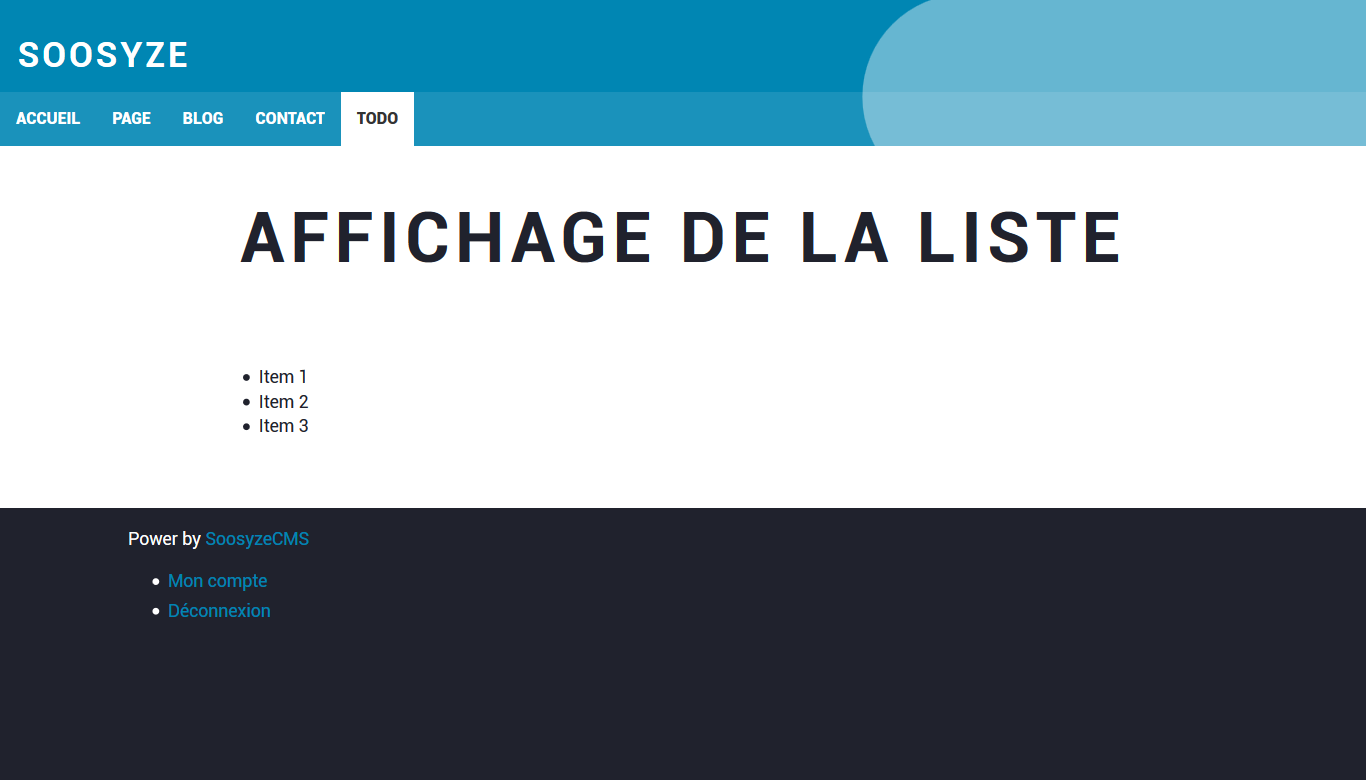 SOOSYZE
ACCUEIL PAGE BLOG CONTACT TODO
AFFICHAGE DE LA LISTE
Item 1
Item 2
Item 3
Power by SoosyzeCMS
Mon compte
Déconnexion